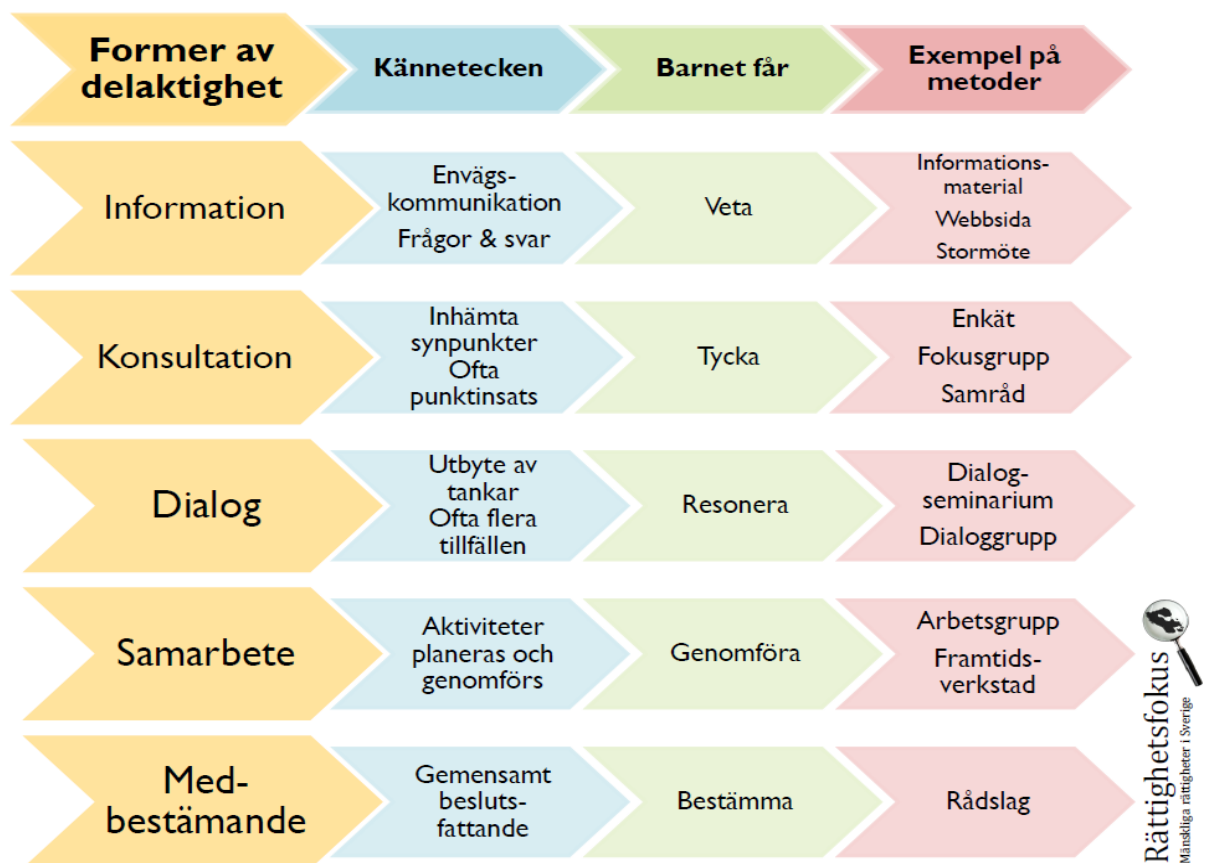 Former av
delaktighet
Kännetecken
Barnet får
Exempel på
metoder
Information
Envägs-
kommunikation
Frågor & svar
Veta
Informations-
material
Webbsida
Stormöte
Konsultation
Inhämta
synpunkter
Ofta
punktinsats
Tycka
Enkät
Fokusgrupp
Samråd
Dialog
Utbyte av
tankar
Ofta flera
tillfällen
Resonera
Dialog-
seminarium
Dialoggrupp
Samarbete
Aktiviteter
planeras och
genomförs
Genomföra
Arbetsgrupp
Framtids-
verkstad
Med-
bestämande
Gemensamt
besluts-
fattande
Bestämma
Rådslag
Rättighetsfokus
Mänskliga rättigheter i Sverige